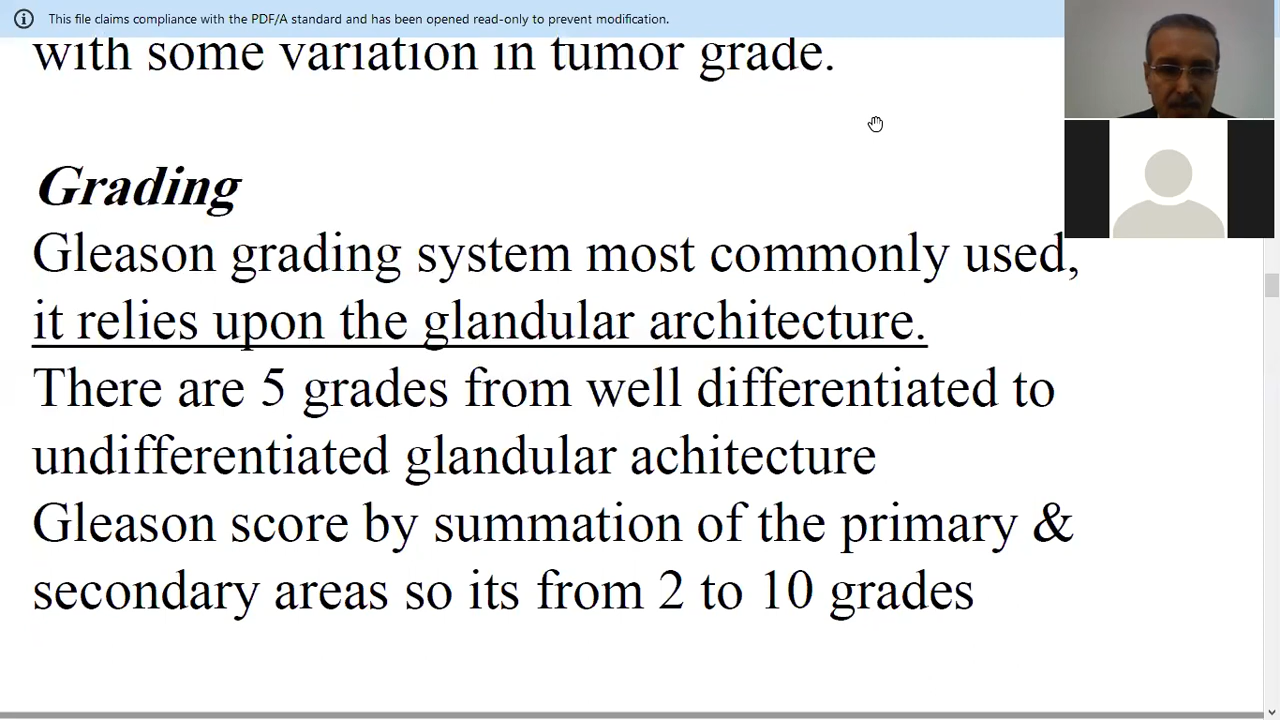 This file claims compliance with the PDF/A standard and has been opened read-only to prevent modification.
with some variation in tumor grade.
Grading
Gleason grading system most commonly used,
it relies upon the glandular architecture.
There are 5 grades from well differentiated to
undifferentiated glandular achitecture
Gleason score by summation of the primary &
secondary areas so its from 2 to 10 grades